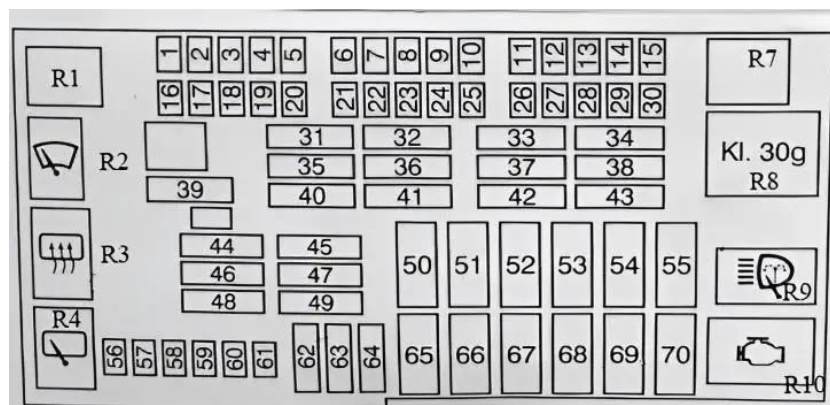 R1 1 2 3 4 5 6 7 8 9 10 11 12 13 14 15 R7
16 17 18 19 20 21 22 23 24 25 26 27 28 29 30
31 32 33 34
R2 35 36 37 38 Kl. 30g
39 40 41 42 43 R8
R3 44 45
46 47 50 51 52 53 54 55
48 49 R9
R4
56 57 58 59 60 61 62 63 64 65 66 67 68 69 70
R10